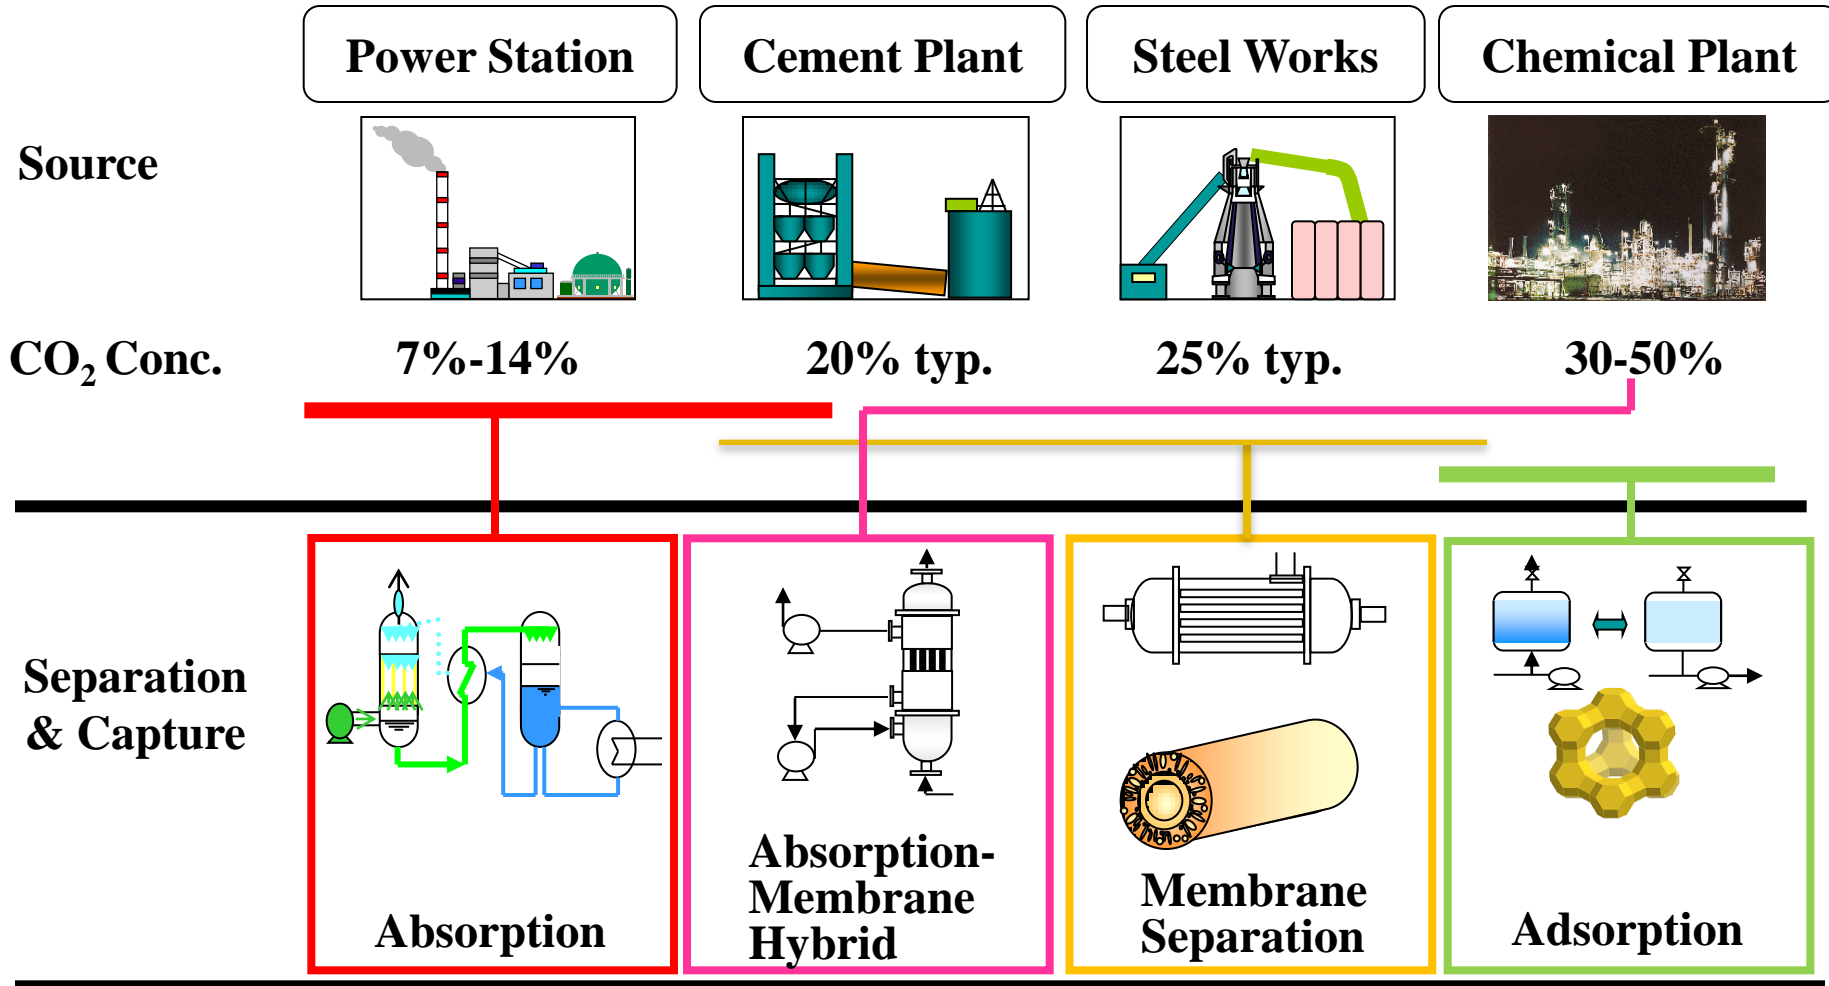 Power Station
Cement Plant
Steel Works
Chemical Plant
Source
CO₂ Conc.
7%-14%
20% typ.
25% typ.
30-50%
Separation
& Capture
Absorption
Absorption-
Membrane
Hybrid
Membrane
Separation
Adsorption